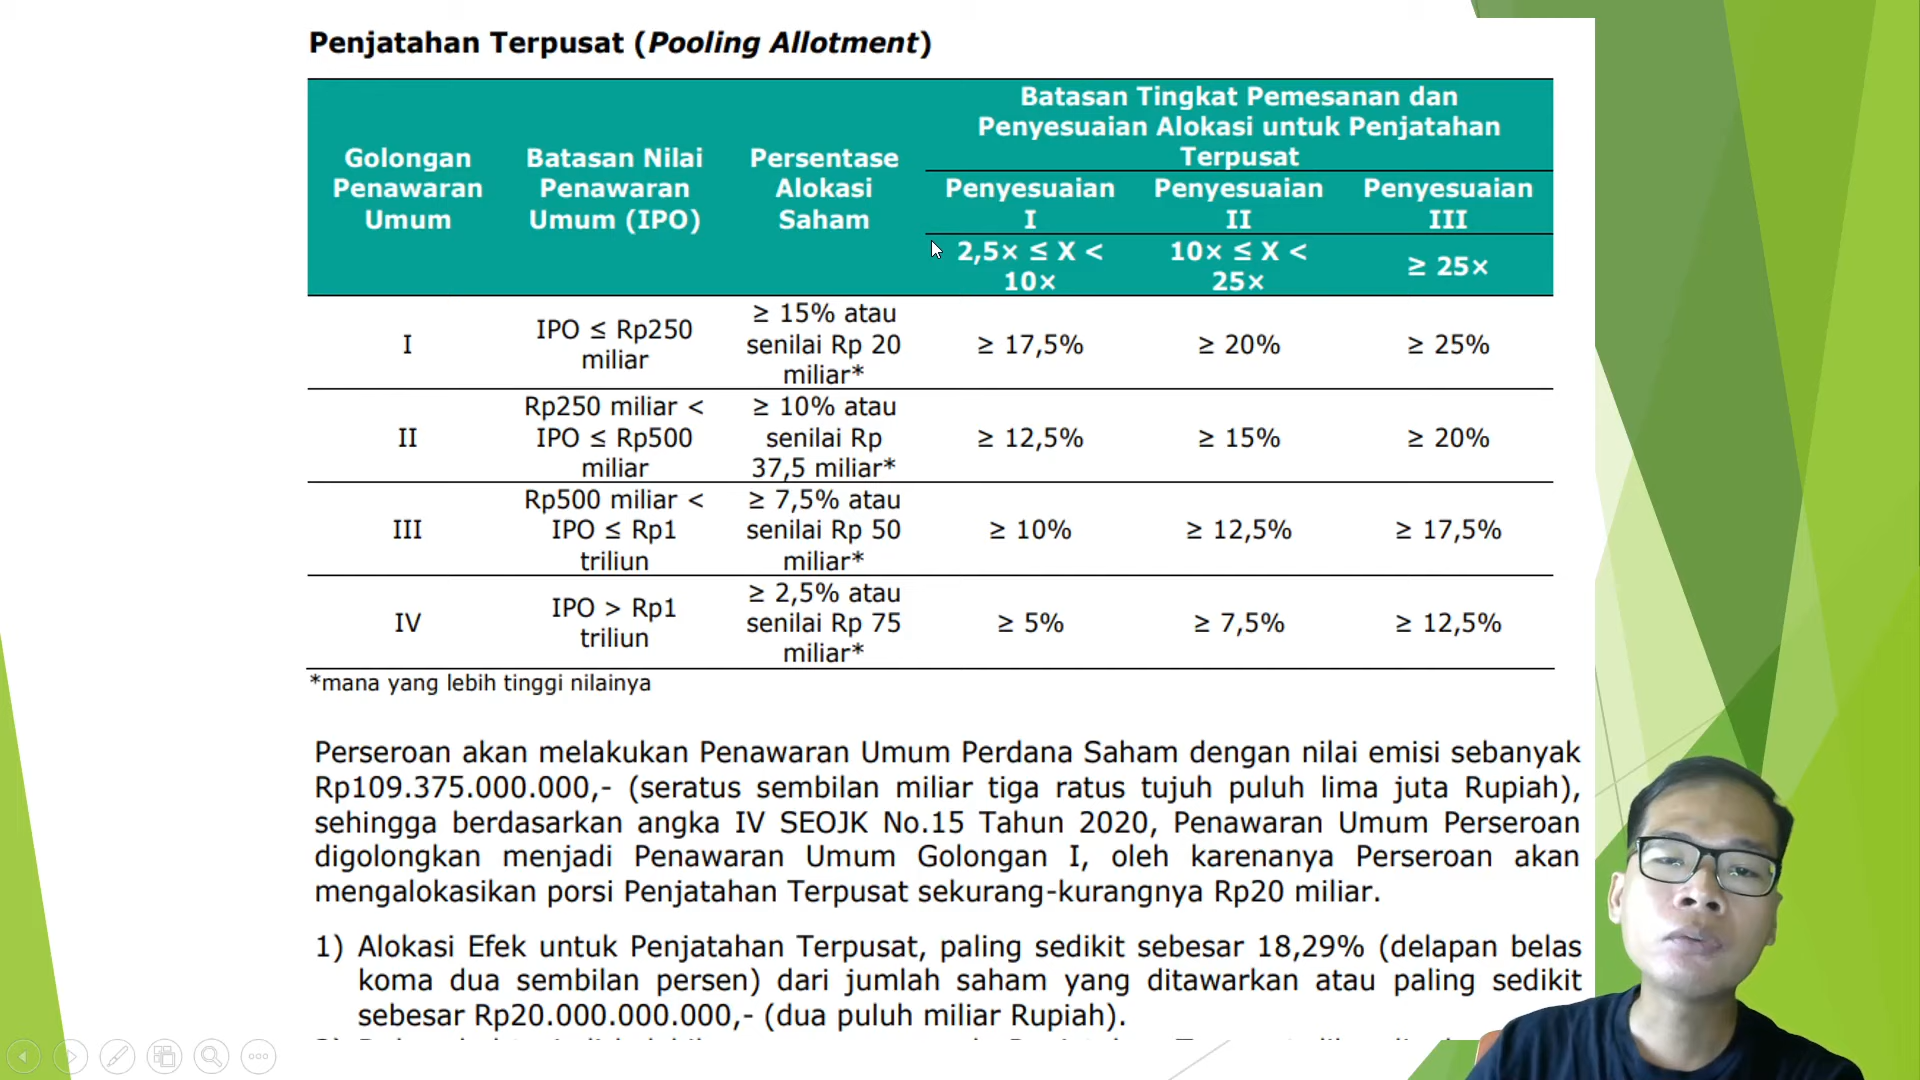 Penjatahan Terpusat (Pooling Allotment)
Golongan
Penawaran
Umum
Batasan Nilai
Penawaran
Umum (IPO)
Persentase
Alokasi
Saham
Batasan Tingkat Pemesanan dan
Penyesuaian Alokasi untuk Penjatahan
Terpusat
Penyesuaian
I
Penyesuaian
II
Penyesuaian
III
2,5× ≤ X <
10×
10× ≤ X <
25×
≥ 25×
I
IPO ≤ Rp250
miliar
≥ 15% atau
senilai Rp 20
miliar*
≥ 17,5%
≥ 20%
≥ 25%
II
Rp250 miliar <
IPO ≤ Rp500
miliar
≥ 10% atau
senilai Rp
37,5 miliar*
≥ 12,5%
≥ 15%
≥ 20%
III
Rp500 miliar <
IPO ≤ Rp1
triliun
≥ 7,5% atau
senilai Rp 50
miliar*
≥ 10%
≥ 12,5%
≥ 17,5%
IV
IPO > Rp1
triliun
≥ 2,5% atau
senilai Rp 75
miliar*
≥ 5%
≥ 7,5%
≥ 12,5%
*mana yang lebih tinggi nilainya
Perseroan akan melakukan Penawaran Umum Perdana Saham dengan nilai emisi sebanyak
Rp109.375.000.000,- (seratus sembilan miliar tiga ratus tujuh puluh lima juta Rupiah),
sehingga berdasarkan angka IV SEOJK No.15 Tahun 2020, Penawaran Umum Perseroan
digolongkan menjadi Penawaran Umum Golongan I, oleh karenanya Perseroan akan
mengalokasikan porsi Penjatahan Terpusat sekurang-kurangnya Rp20 miliar.
1) Alokasi Efek untuk Penjatahan Terpusat, paling sedikit sebesar 18,29% (delapan belas
koma dua sembilan persen) dari jumlah saham yang ditawarkan atau paling sedikit
sebesar Rp20.000.000.000,- (dua puluh miliar Rupiah).